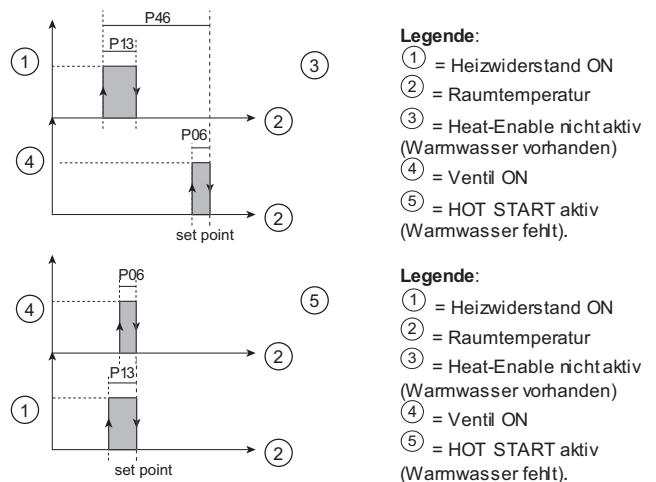 P46
P13
① ③
②
P06
④
②
set point
Legende:
① = Heizwiderstand ON
② = Raumtemperatur
③ = Heat-Enable nicht aktiv
(Warmwasser vorhanden)
④ = Ventil ON
⑤ = HOT START aktiv
(Warmwasser fehlt).
P06
④ ⑤
②
P13
①
②
set point
Legende:
① = Heizwiderstand ON
② = Raumtemperatur
③ = Heat-Enable nicht aktiv
(Warmwasser vorhanden)
④ = Ventil ON
⑤ = HOT START aktiv
(Warmwasser fehlt).